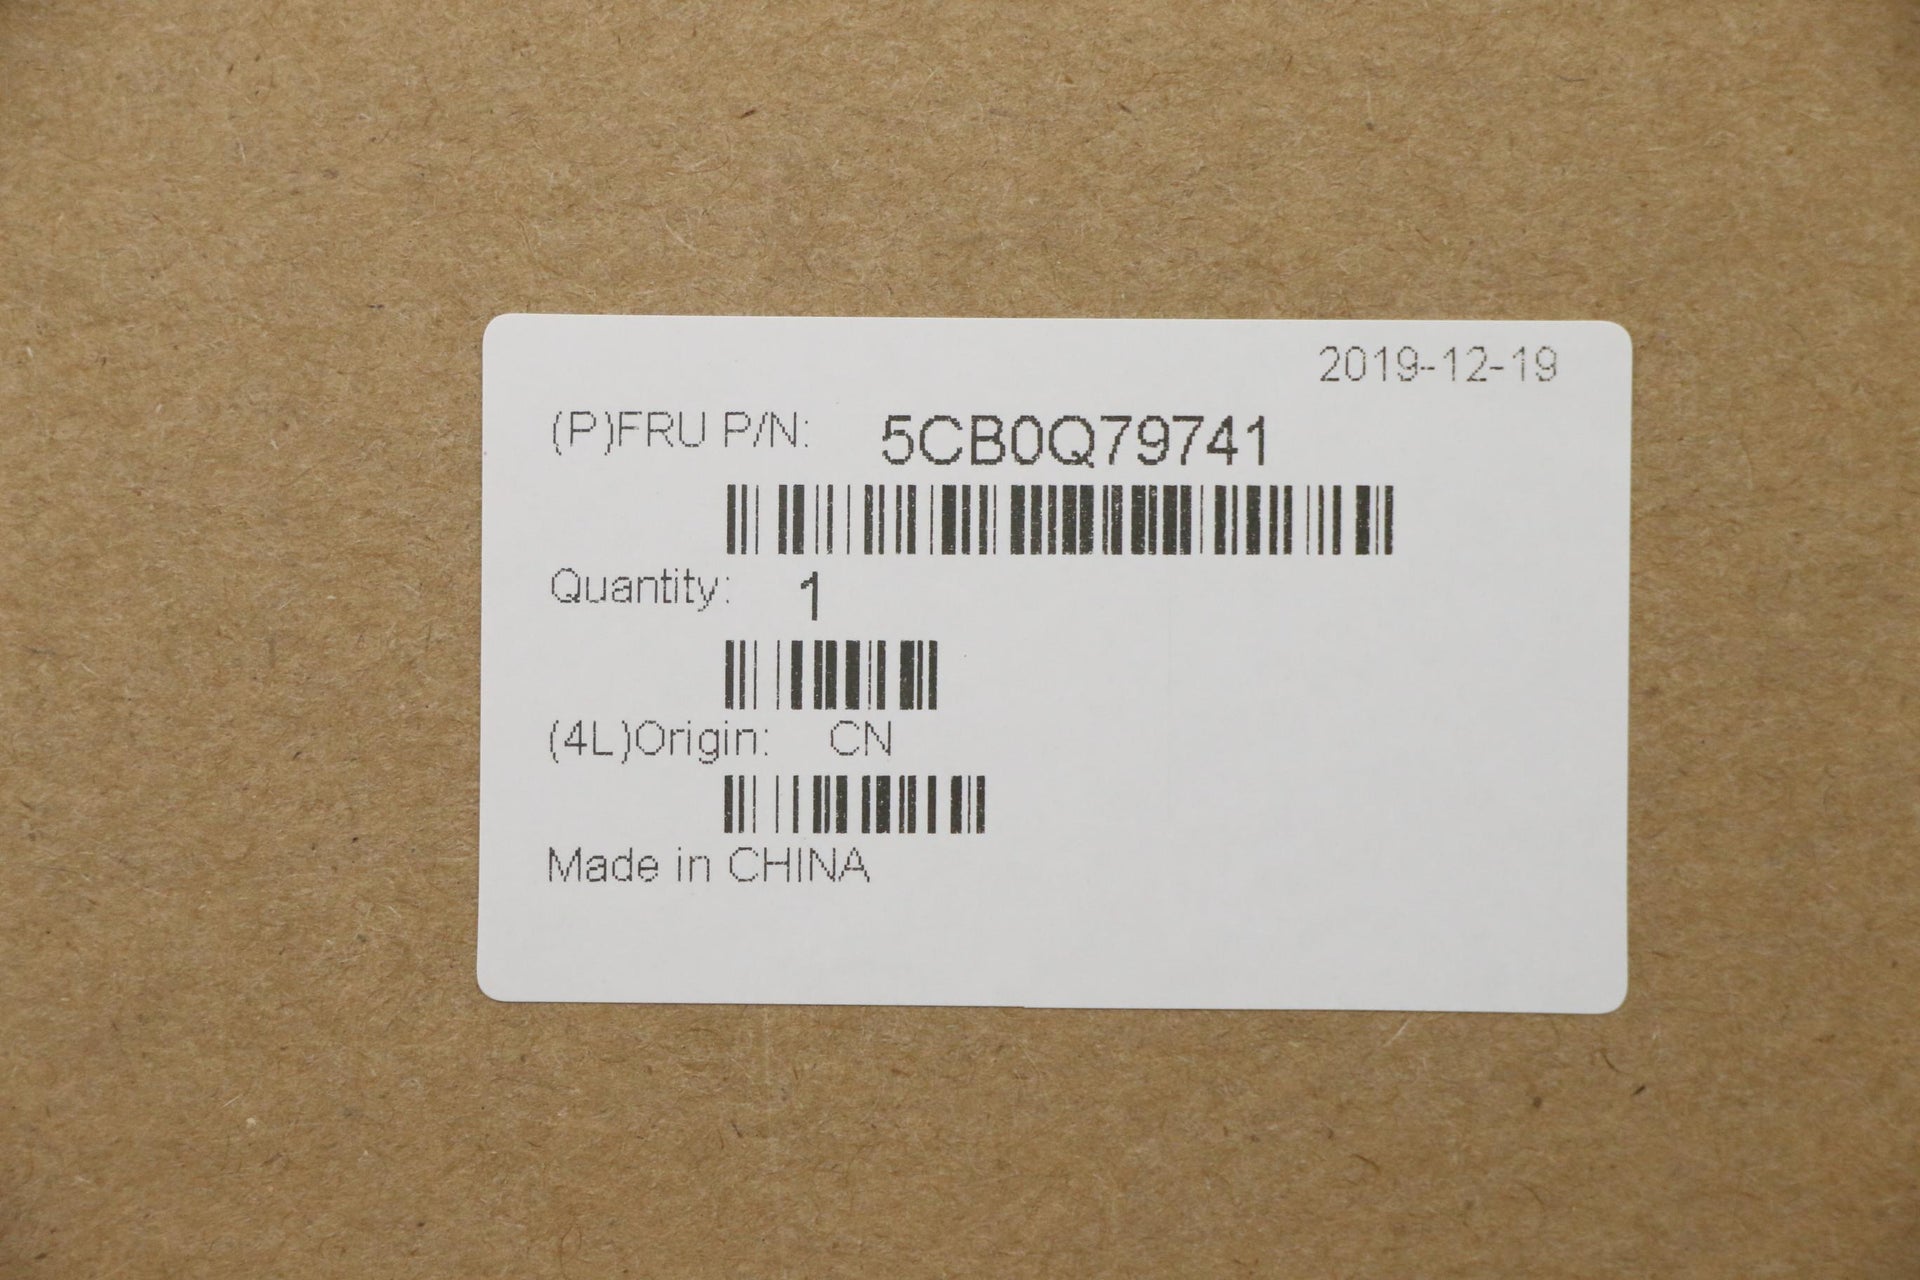 2019-12-19
(P)FRU P/N: 5CB0Q79741
Quantity: 1
(4L)Origin: CN
Made in CHINA